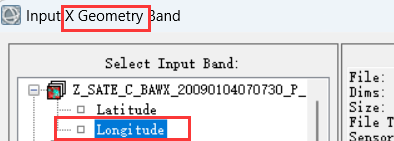 Input X Geometry Band
Select Input Band:
Z_SATE_C_BAWX_20090104070730_P_
Latitude
Longitude
File:
Dims:
Size:
File T
Sensor